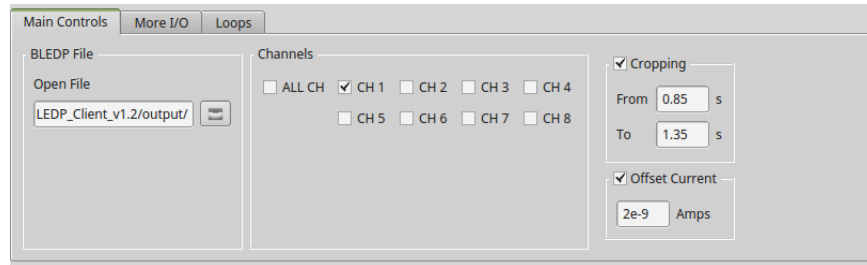 Main Controls More I/O Loops
BLEDP File
Open File
LEDP_Client_v1.2/output/
Channels
ALL CH CH 1 CH 2 CH 3 CH 4
CH 5 CH 6 CH 7 CH 8
Cropping
From 0.85 s
To 1.35 s
Offset Current
2e-9 Amps